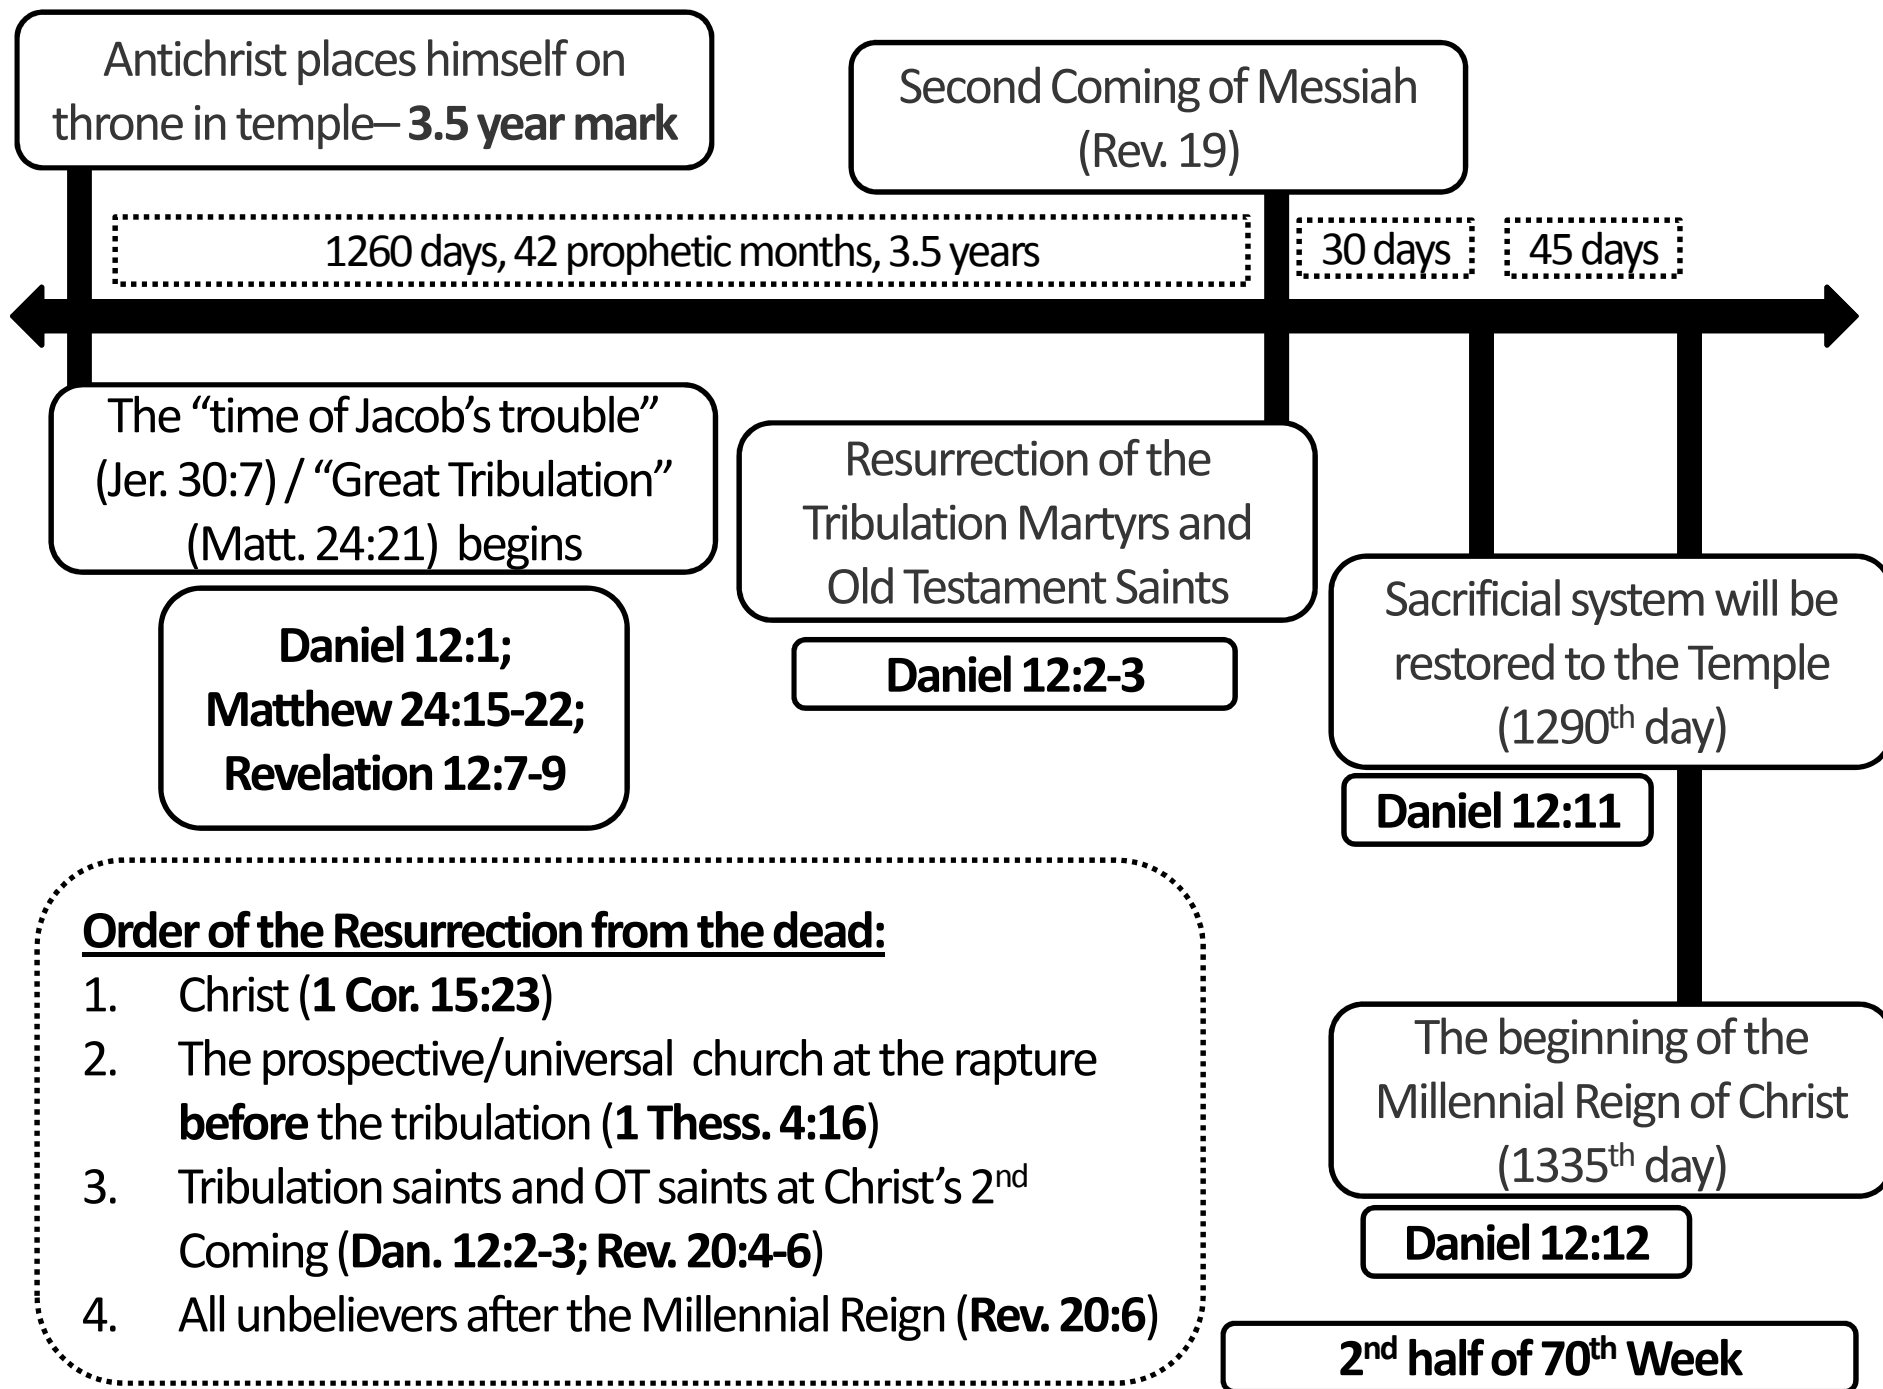 Antichrist places himself on
throne in temple– 3.5 year mark
Second Coming of Messiah
(Rev. 19)
1260 days, 42 prophetic months, 3.5 years
30 days
45 days
The “time of Jacob’s trouble”
(Jer. 30:7) / “Great Tribulation”
(Matt. 24:21)  begins
Daniel 12:1;
Matthew 24:15-22;
Revelation 12:7-9
Resurrection of the
Tribulation Martyrs and
Old Testament Saints
Daniel 12:2-3
Sacrificial system will be
restored to the Temple
(1290th day)
Daniel 12:11
The beginning of the
Millennial Reign of Christ
(1335th day)
Daniel 12:12
Order of the Resurrection from the dead:
1. Christ (1 Cor. 15:23)
2. The prospective/universal  church at the rapture
before the tribulation (1 Thess. 4:16)
3. Tribulation saints and OT saints at Christ’s 2nd
Coming (Dan. 12:2-3; Rev. 20:4-6)
4. All unbelievers after the Millennial Reign (Rev. 20:6)
2nd half of 70th Week